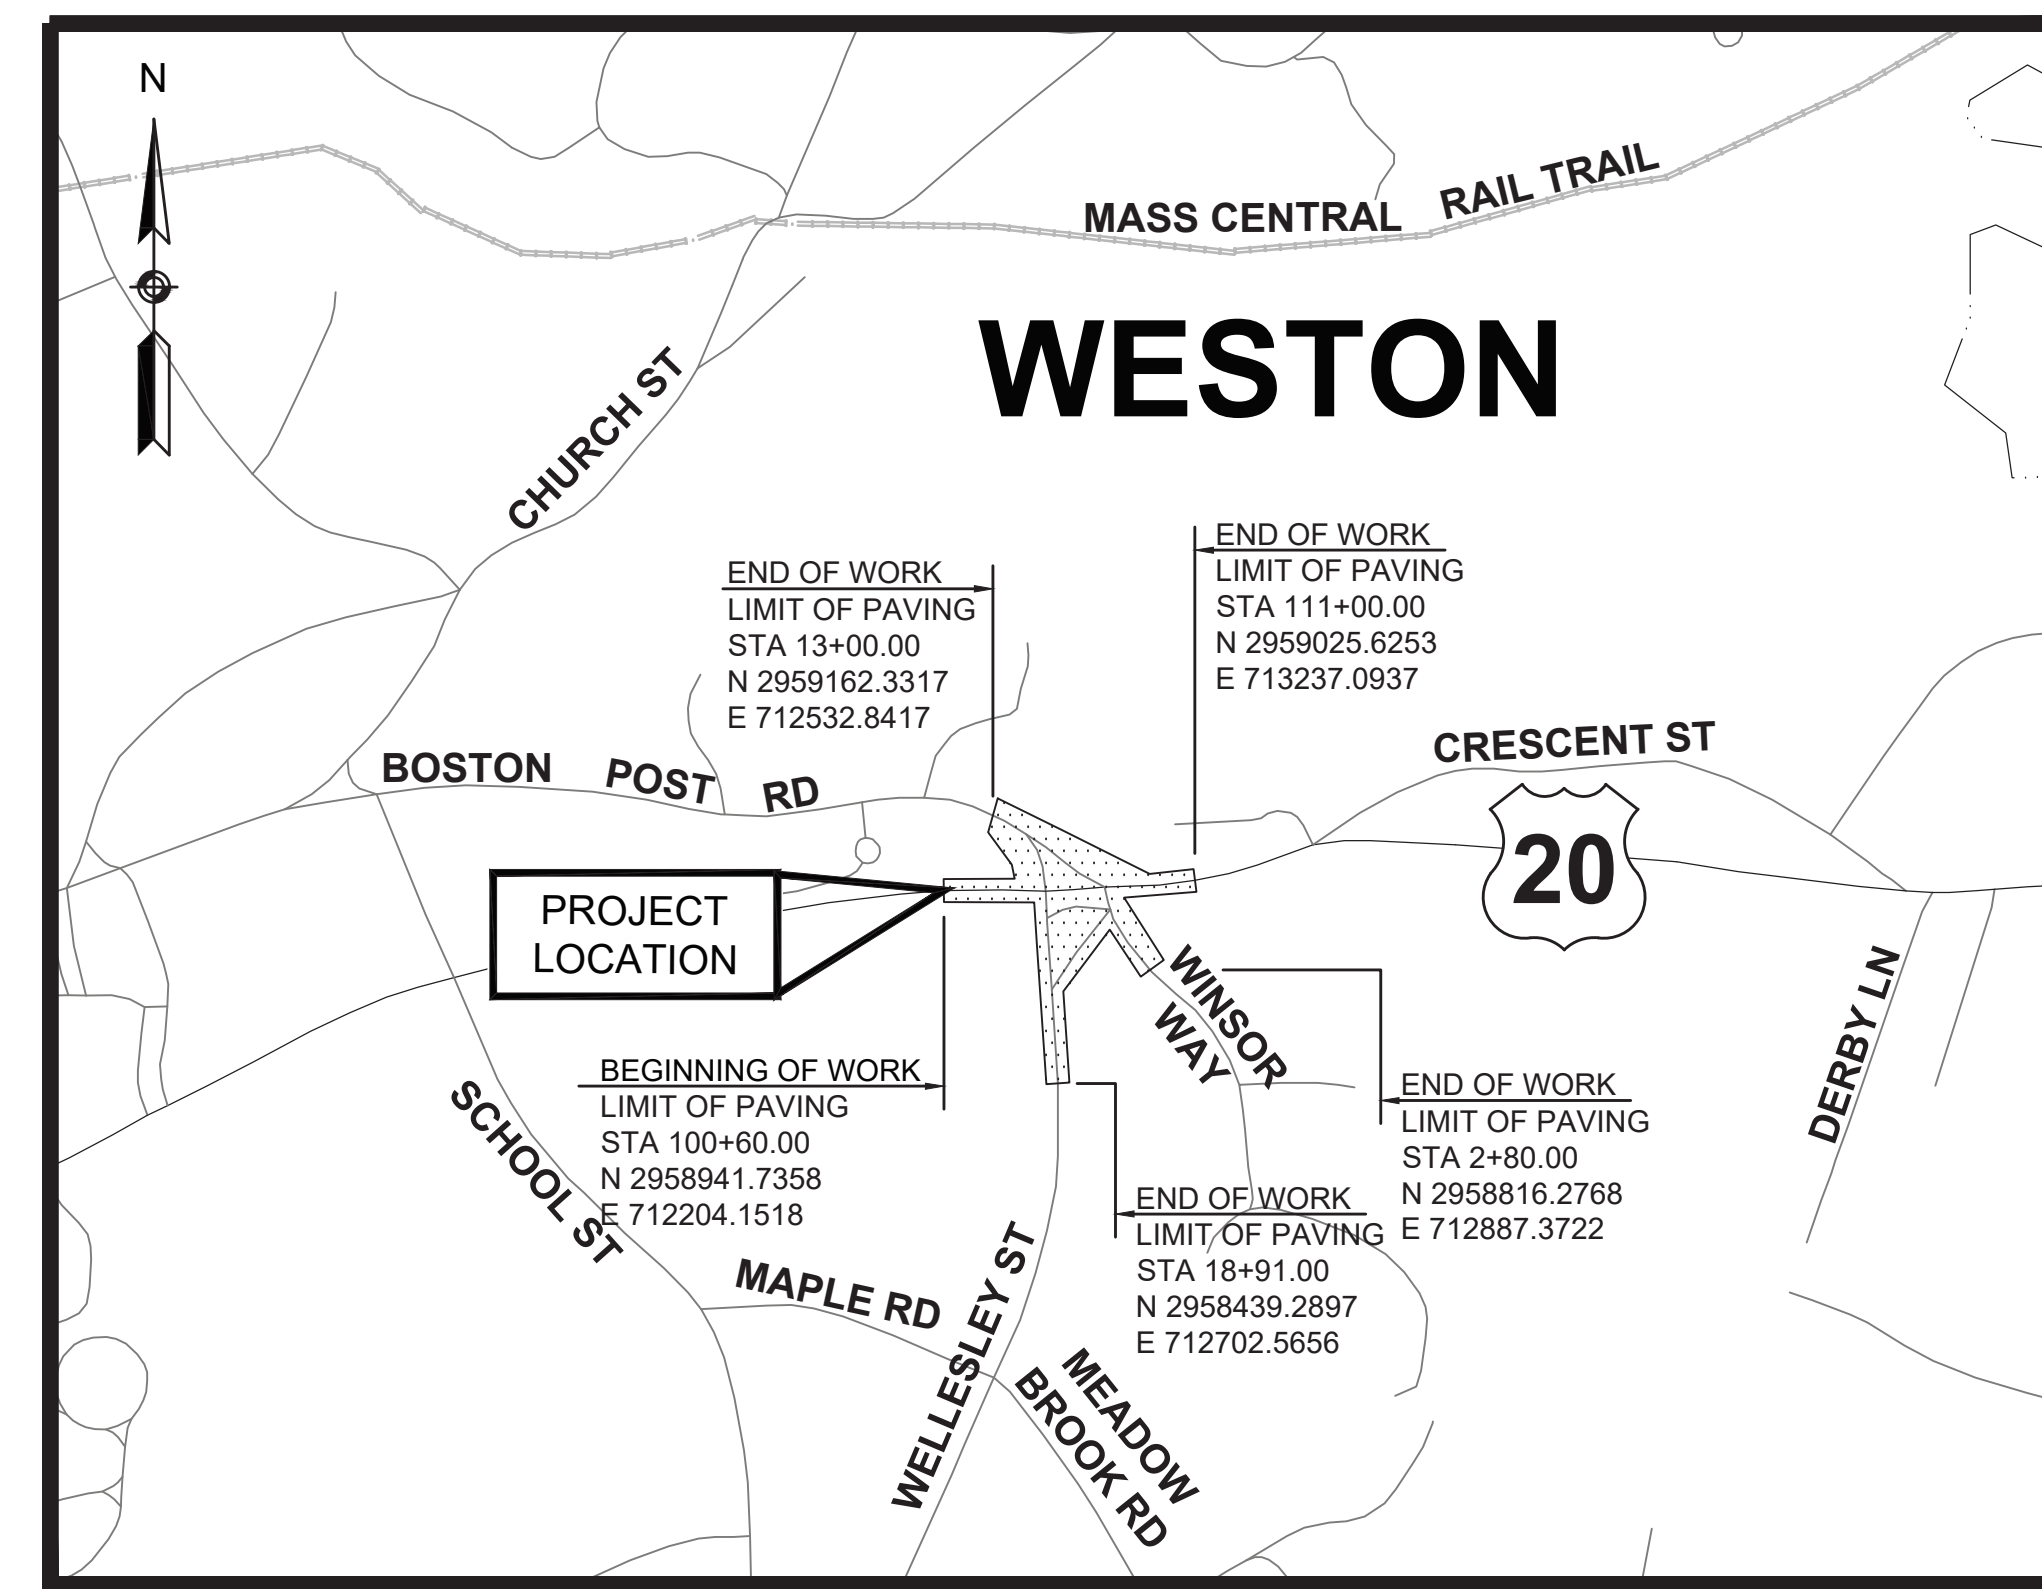 N
MASS CENTRAL RAIL TRAIL
WESTON
CHURCH ST
END OF WORK
LIMIT OF PAVING
STA 13+00.00
N 2959162.3317
E 712532.8417
END OF WORK
LIMIT OF PAVING
STA 111+00.00
N 2959025.6253
E 713237.0937
BOSTON POST RD
CRESCENT ST
20
PROJECT
LOCATION
WINSOR
WAY
DERBY LN
BEGINNING OF WORK
LIMIT OF PAVING
STA 100+60.00
N 2958941.7358
E 712204.1518
SCHOOL ST
END OF WORK
LIMIT OF PAVING
STA 2+80.00
N 2958816.2768
E 712887.3722
END OF WORK
LIMIT OF PAVING
STA 18+91.00
N 2958439.2897
E 712702.5656
MAPLE RD
WELLESLEY ST
MEADOW
BROOK RD